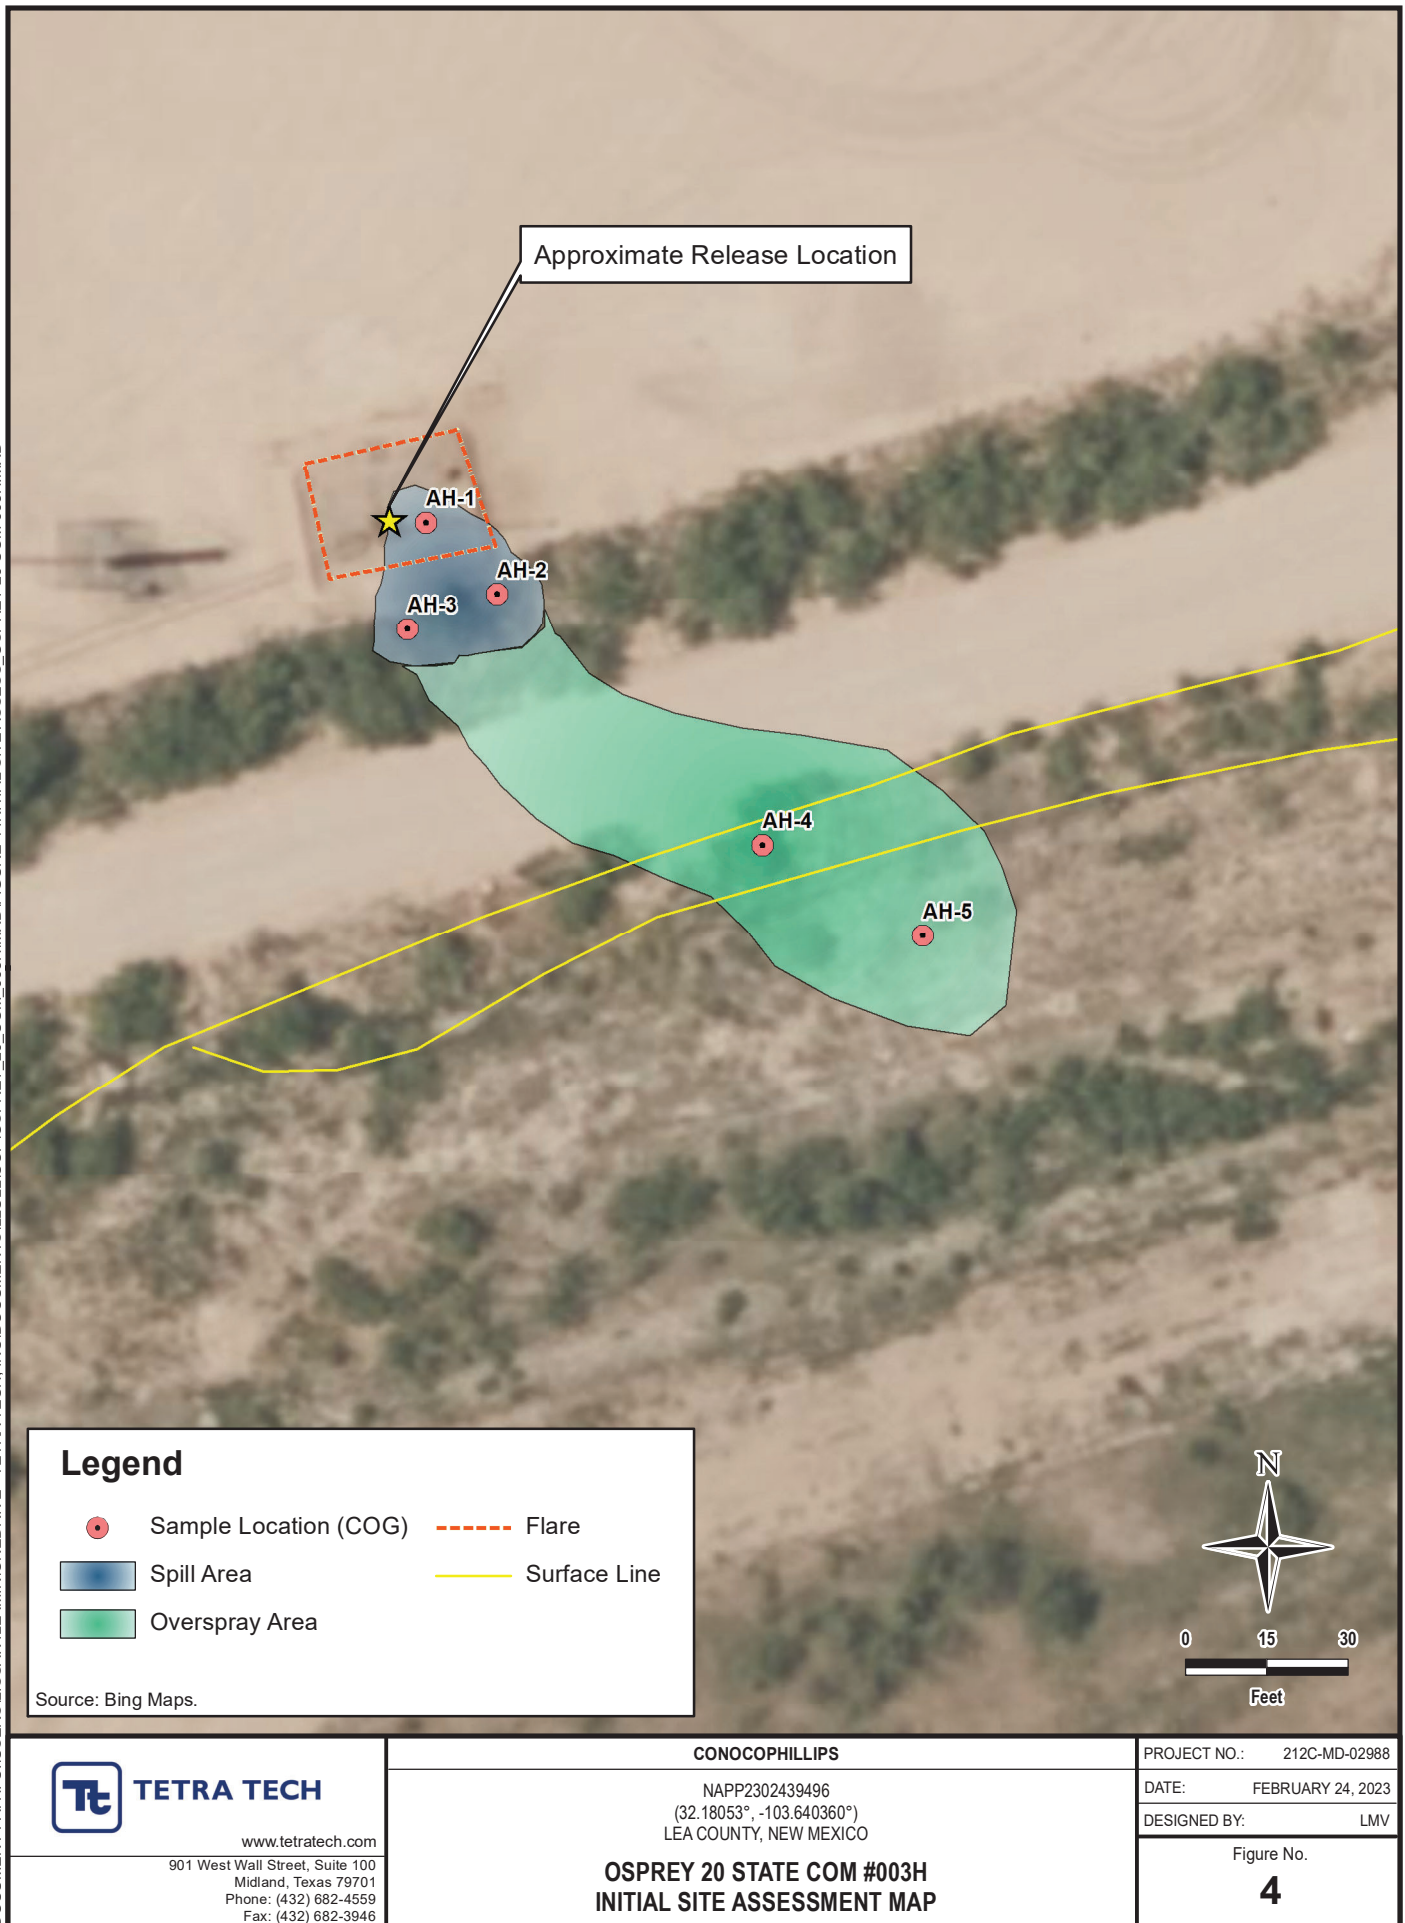 Approximate Release Location
AH-1
AH-2
AH-3
AH-4
AH-5
Legend
Sample Location (COG)
Flare
Spill Area
Surface Line
Overspray Area
Source: Bing Maps.
N
0 15 30
Feet
Tt TETRA TECH
www.tetratech.com
901 West Wall Street, Suite 100
Midland, Texas 79701
Phone: (432) 682-4559
Fax: (432) 682-3946
CONOCOPHILLIPS
NAPP2302439496
(32.18053°, -103.640360°)
LEA COUNTY, NEW MEXICO
OSPREY 20 STATE COM #003H
INITIAL SITE ASSESSMENT MAP
PROJECT NO.: 212C-MD-02988
DATE: FEBRUARY 24, 2023
DESIGNED BY: LMV
Figure No.
4